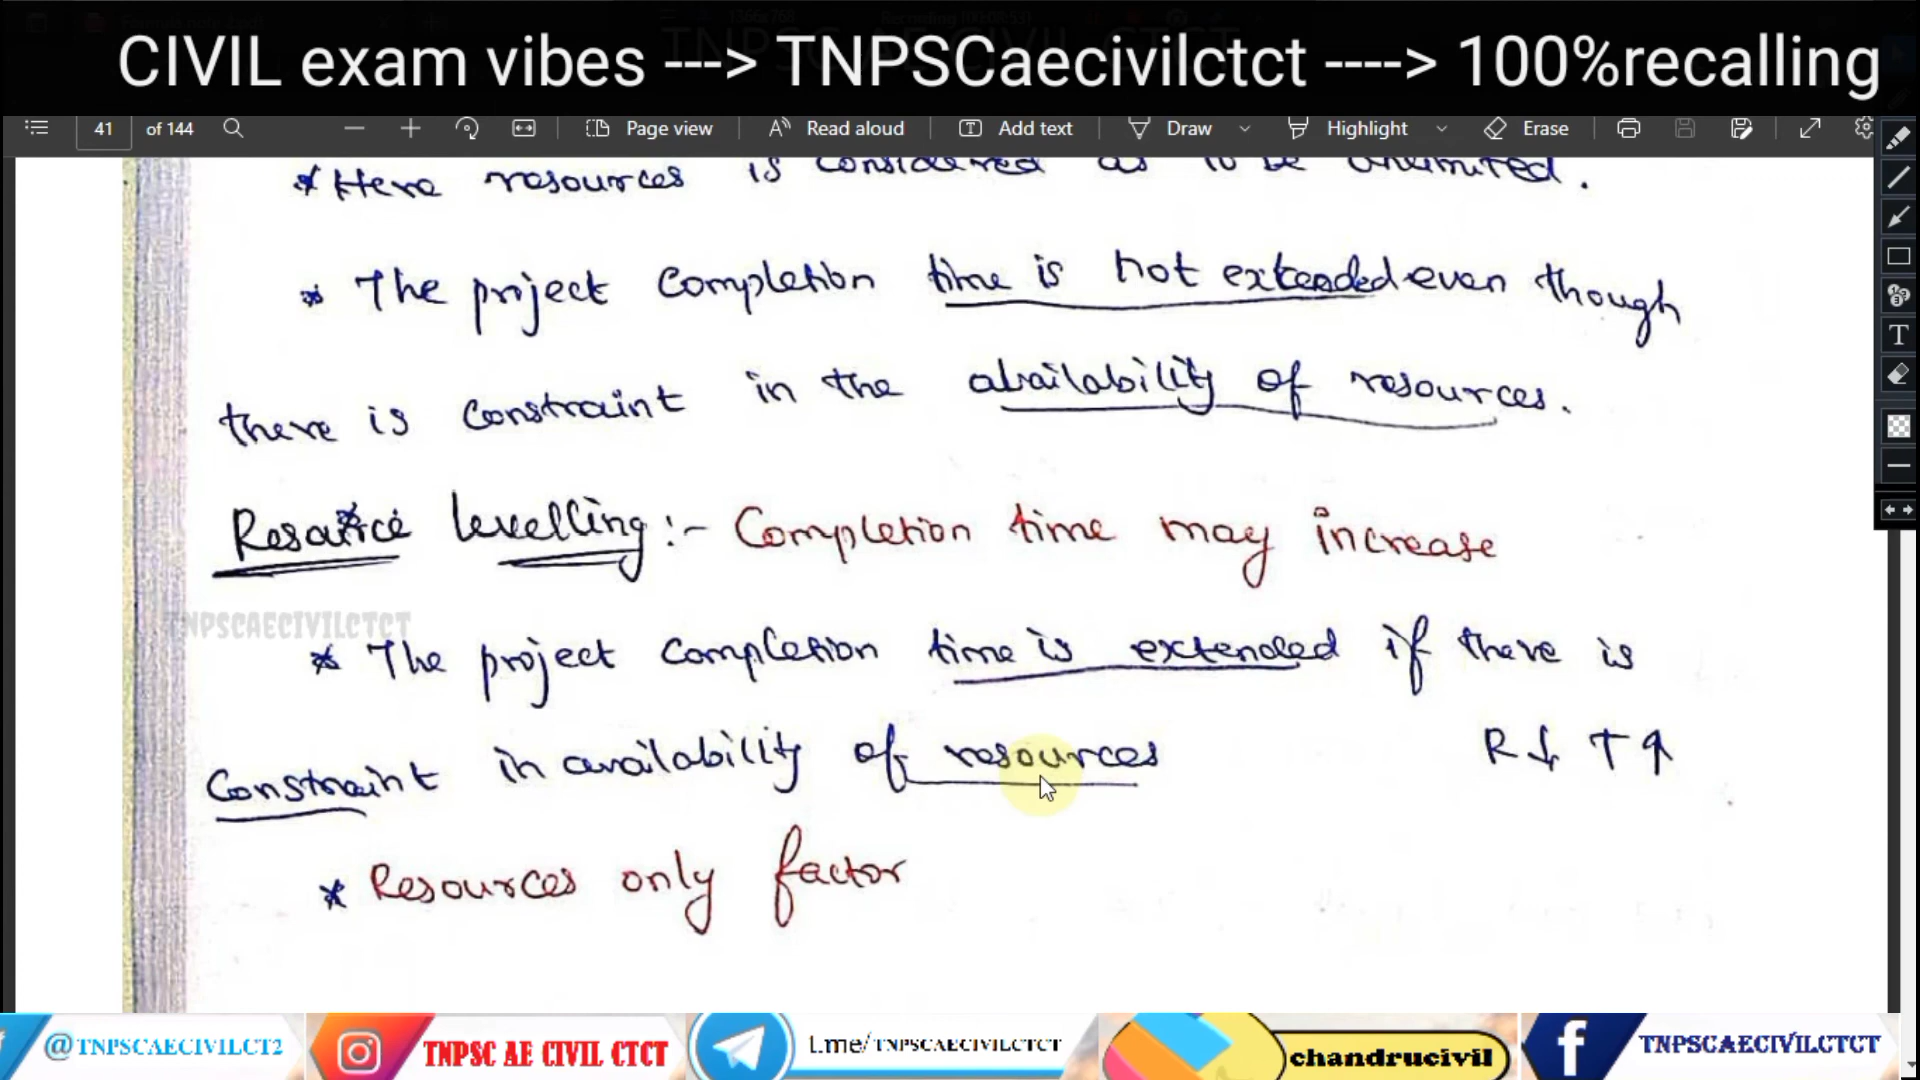 CIVIL exam vibes ---> TNPSCaecivilctct ----> 100%recalling
41 of 144 Page view Read aloud Add text Draw Highlight Erase
* Here resources is considered as to be unlimited.
* The project completion time is not extended even though
there is constraint in the availability of resources.
Resource levelling :- Completion time may increase
TNPSCAECIVILCTCT
* The project completion time is extended if there is
Constraint in availability of resources R↓ T↑
* Resources only factor
@TNPSCAECIVILCT2 TNPSC AE CIVIL CTCT t.me/TNPSCAECIVILCTCT chandrucivil TNPSCAECIVILCTCT